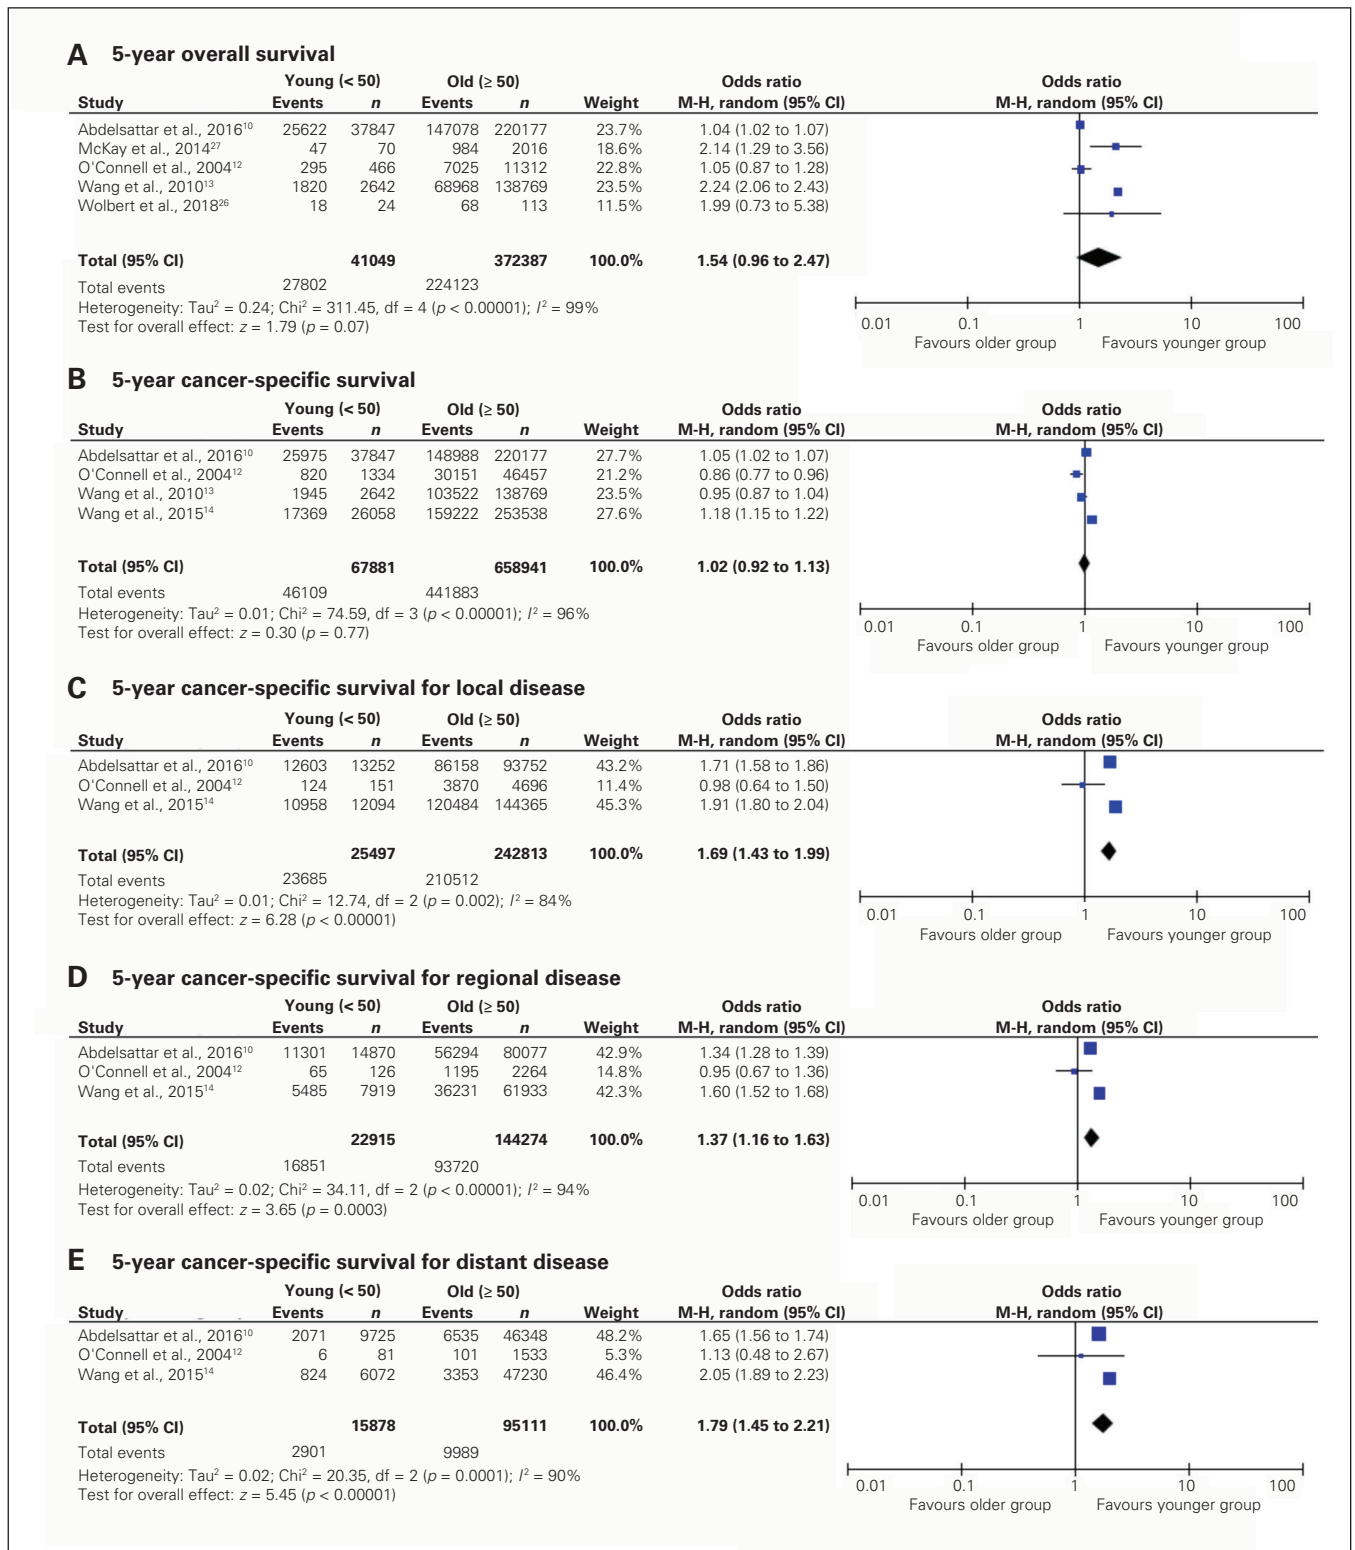 A 5-year overall survival
Young (< 50) Old (≥ 50) Odds ratio Odds ratio
Study Events n Events n Weight M-H, random (95% CI) M-H, random (95% CI)
Abdelsattar et al., 2016¹⁰ 25622 37847 147078 220177 23.7% 1.04 (1.02 to 1.07)
McKay et al., 2014²⁷ 47 70 984 2016 18.6% 2.14 (1.29 to 3.56)
O'Connell et al., 2004¹² 295 466 7025 11312 22.8% 1.05 (0.87 to 1.28)
Wang et al., 2010¹³ 1820 2642 68968 138769 23.5% 2.24 (2.06 to 2.43)
Wolbert et al., 2018²⁶ 18 24 68 113 11.5% 1.99 (0.73 to 5.38)
Total (95% CI) 41049 372387 100.0% 1.54 (0.96 to 2.47)
Total events 27802 224123
Heterogeneity: Tau² = 0.24; Chi² = 311.45, df = 4 (p < 0.00001); I² = 99%
Test for overall effect: z = 1.79 (p = 0.07)
0.01 0.1 1 10 100
Favours older group Favours younger group
B 5-year cancer-specific survival
Young (< 50) Old (≥ 50) Odds ratio Odds ratio
Study Events n Events n Weight M-H, random (95% CI) M-H, random (95% CI)
Abdelsattar et al., 2016¹⁰ 25975 37847 148988 220177 27.7% 1.05 (1.02 to 1.07)
O'Connell et al., 2004¹² 820 1334 30151 46457 21.2% 0.86 (0.77 to 0.96)
Wang et al., 2010¹³ 1945 2642 103522 138769 23.5% 0.95 (0.87 to 1.04)
Wang et al., 2015¹⁴ 17369 26058 159222 253538 27.6% 1.18 (1.15 to 1.22)
Total (95% CI) 67881 658941 100.0% 1.02 (0.92 to 1.13)
Total events 46109 441883
Heterogeneity: Tau² = 0.01; Chi² = 74.59, df = 3 (p < 0.00001); I² = 96%
Test for overall effect: z = 0.30 (p = 0.77)
0.01 0.1 1 10 100
Favours older group Favours younger group
C 5-year cancer-specific survival for local disease
Young (< 50) Old (≥ 50) Odds ratio Odds ratio
Study Events n Events n Weight M-H, random (95% CI) M-H, random (95% CI)
Abdelsattar et al., 2016¹⁰ 12603 13252 86158 93752 43.2% 1.71 (1.58 to 1.86)
O'Connell et al., 2004¹² 124 151 3870 4696 11.4% 0.98 (0.64 to 1.50)
Wang et al., 2015¹⁴ 10958 12094 120484 144365 45.3% 1.91 (1.80 to 2.04)
Total (95% CI) 25497 242813 100.0% 1.69 (1.43 to 1.99)
Total events 23685 210512
Heterogeneity: Tau² = 0.01; Chi² = 12.74, df = 2 (p = 0.002); I² = 84%
Test for overall effect: z = 6.28 (p < 0.00001)
0.01 0.1 1 10 100
Favours older group Favours younger group
D 5-year cancer-specific survival for regional disease
Young (< 50) Old (≥ 50) Odds ratio Odds ratio
Study Events n Events n Weight M-H, random (95% CI) M-H, random (95% CI)
Abdelsattar et al., 2016¹⁰ 11301 14870 56294 80077 42.9% 1.34 (1.28 to 1.39)
O'Connell et al., 2004¹² 65 126 1195 2264 14.8% 0.95 (0.67 to 1.36)
Wang et al., 2015¹⁴ 5485 7919 36231 61933 42.3% 1.60 (1.52 to 1.68)
Total (95% CI) 22915 144274 100.0% 1.37 (1.16 to 1.63)
Total events 16851 93720
Heterogeneity: Tau² = 0.02; Chi² = 34.11, df = 2 (p < 0.00001); I² = 94%
Test for overall effect: z = 3.65 (p = 0.0003)
0.01 0.1 1 10 100
Favours older group Favours younger group
E 5-year cancer-specific survival for distant disease
Young (< 50) Old (≥ 50) Odds ratio Odds ratio
Study Events n Events n Weight M-H, random (95% CI) M-H, random (95% CI)
Abdelsattar et al., 2016¹⁰ 2071 9725 6535 46348 48.2% 1.65 (1.56 to 1.74)
O'Connell et al., 2004¹² 6 81 101 1533 5.3% 1.13 (0.48 to 2.67)
Wang et al., 2015¹⁴ 824 6072 3353 47230 46.4% 2.05 (1.89 to 2.23)
Total (95% CI) 15878 95111 100.0% 1.79 (1.45 to 2.21)
Total events 2901 9989
Heterogeneity: Tau² = 0.02; Chi² = 20.35, df = 2 (p = 0.0001); I² = 90%
Test for overall effect: z = 5.45 (p < 0.00001)
0.01 0.1 1 10 100
Favours older group Favours younger group